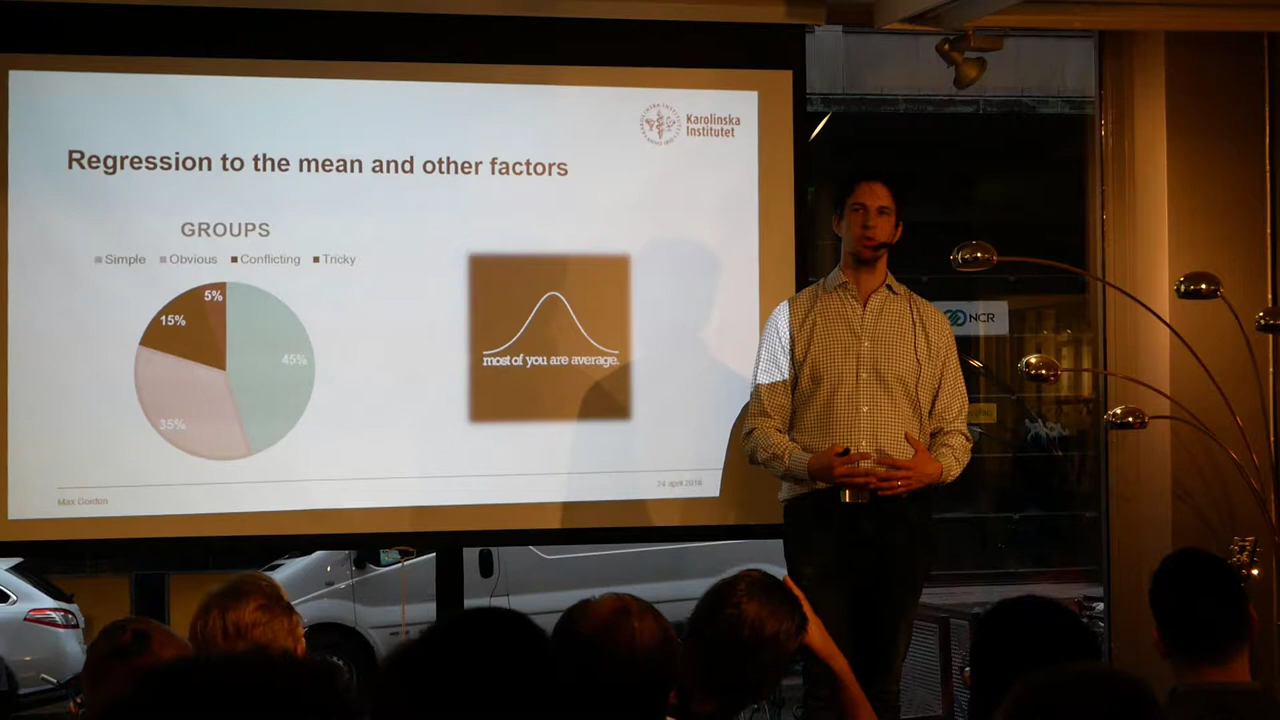 Karolinska
Institutet
Regression to the mean and other factors
GROUPS
Simple Obvious Conflicting Tricky
5%
15%
45%
35%
most of you are average.
Max Gordon
24 april 2018
NCR